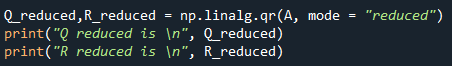 Q_reduced,R_reduced = np.linalg.qr(A, mode = "reduced")
print("Q reduced is \n", Q_reduced)
print("R reduced is \n", R_reduced)